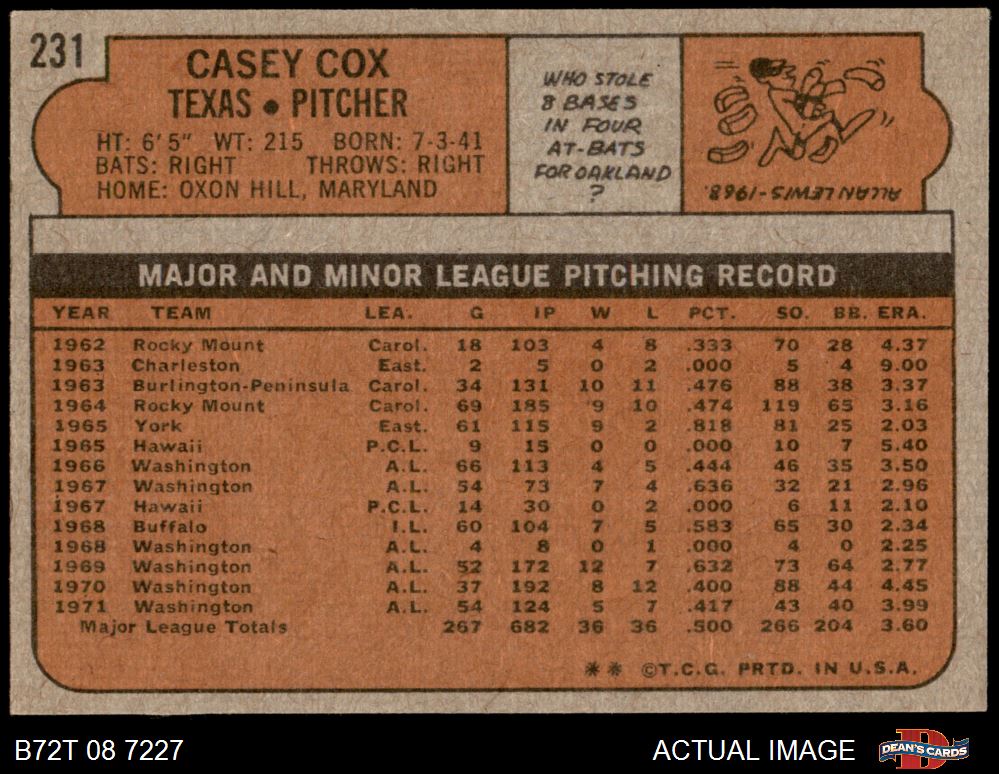 231
CASEY COX
TEXAS • PITCHER
HT: 6'5" WT: 215 BORN: 7-3-41
BATS: RIGHT THROWS: RIGHT
HOME: OXON HILL, MARYLAND
WHO STOLE
8 BASES
IN FOUR
AT-BATS
FOR OAKLAND
?
ALLAN LEWIS-1968.
MAJOR AND MINOR LEAGUE PITCHING RECORD
YEAR TEAM LEA. G IP W L PCT. SO. BB. ERA.
1962 Rocky Mount Carol. 18 103 4 8 .333 70 28 4.37
1963 Charleston East. 2 5 0 2 .000 5 4 9.00
1963 Burlington-Peninsula Carol. 34 131 10 11 .476 88 38 3.37
1964 Rocky Mount Carol. 69 185 9 10 .474 119 65 3.16
1965 York East. 61 115 9 2 .818 81 25 2.03
1965 Hawaii P.C.L. 9 15 0 0 .000 10 7 5.40
1966 Washington A.L. 66 113 4 5 .444 46 35 3.50
1967 Washington A.L. 54 73 7 4 .636 32 21 2.96
1967 Hawaii P.C.L. 14 30 0 2 .000 6 11 2.10
1968 Buffalo I.L. 60 104 7 5 .583 65 30 2.34
1968 Washington A.L. 4 8 0 1 .000 4 0 2.25
1969 Washington A.L. 52 172 12 7 .632 73 64 2.77
1970 Washington A.L. 37 192 8 12 .400 88 44 4.45
1971 Washington A.L. 54 124 5 7 .417 43 40 3.99
Major League Totals 267 682 36 36 .500 266 204 3.60
** ©T.C.G. PRTD. IN U.S.A.
B72T 08 7227
ACTUAL IMAGE
D
DEAN'S CARDS